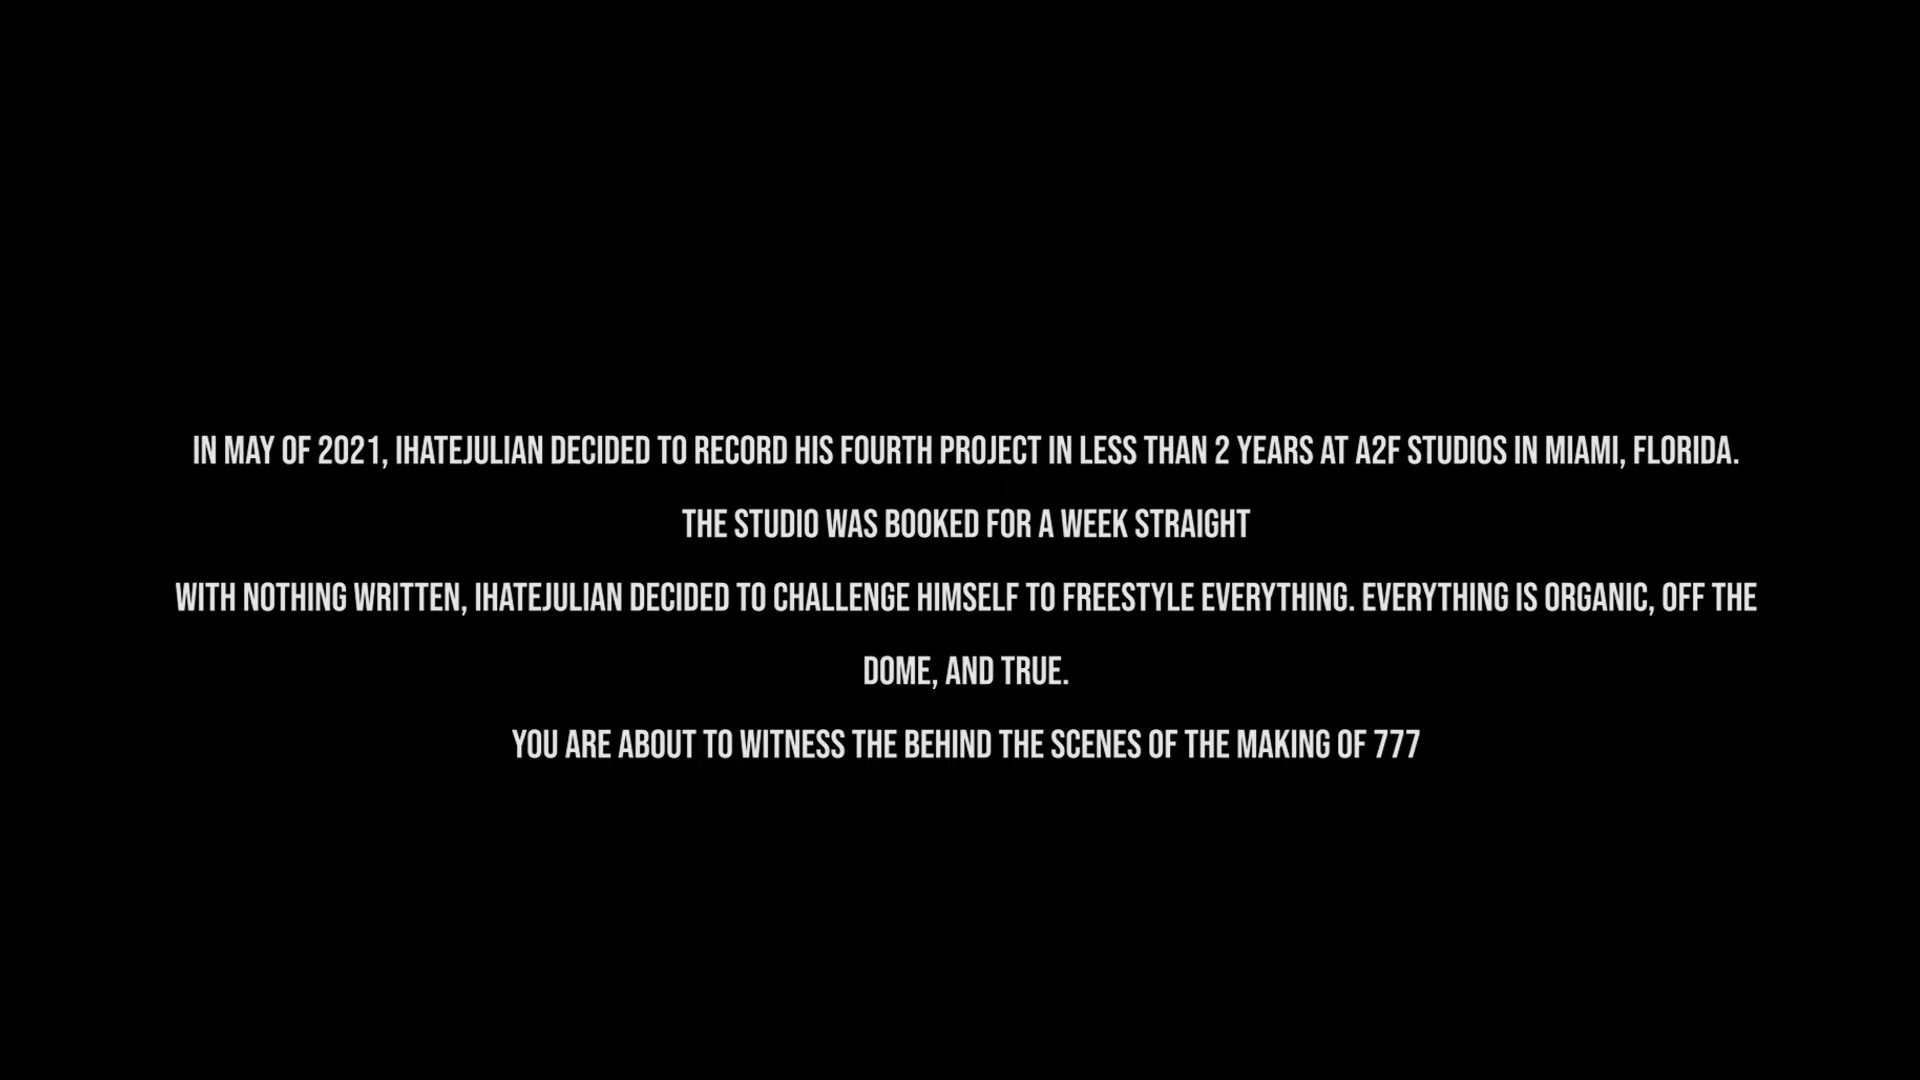 IN MAY OF 2021, IHATEJULIAN DECIDED TO RECORD HIS FOURTH PROJECT IN LESS THAN 2 YEARS AT A2F STUDIOS IN MIAMI, FLORIDA.
THE STUDIO WAS BOOKED FOR A WEEK STRAIGHT
WITH NOTHING WRITTEN, IHATEJULIAN DECIDED TO CHALLENGE HIMSELF TO FREESTYLE EVERYTHING. EVERYTHING IS ORGANIC, OFF THE
DOME, AND TRUE.
YOU ARE ABOUT TO WITNESS THE BEHIND THE SCENES OF THE MAKING OF 777